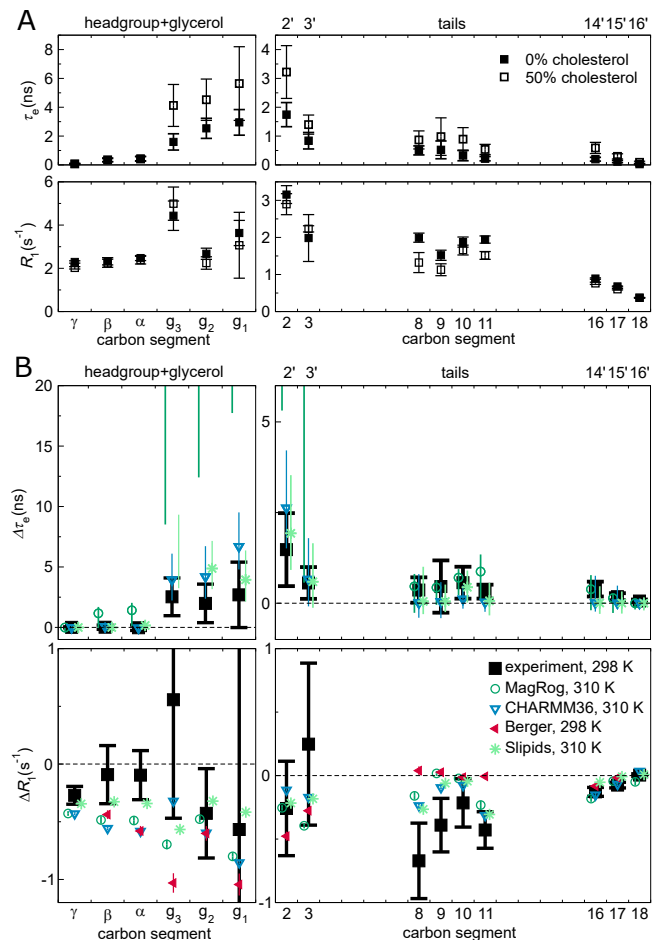 A
headgroup+glycerol
2' 3' tails 14' 15' 16'
τe(ns)
8
6
4
2
0
5
4
3
2
1
0
0% cholesterol
50% cholesterol
R1(s-1)
6
4
2
0
3
2
1
0
γ β α g3 g2 g1
2 3 8 9 10 11 16 17 18
carbon segment
carbon segment
B
headgroup+glycerol
2' 3' tails 14' 15' 16'
Δτe(ns)
20
15
10
5
0
6
0
ΔR1(s-1)
1
0
-1
1
0
-1
experiment, 298 K
MagRog, 310 K
CHARMM36, 310 K
Berger, 298 K
Slipids, 310 K
γ β α g3 g2 g1
2 3 8 9 10 11 16 17 18
carbon segment
carbon segment